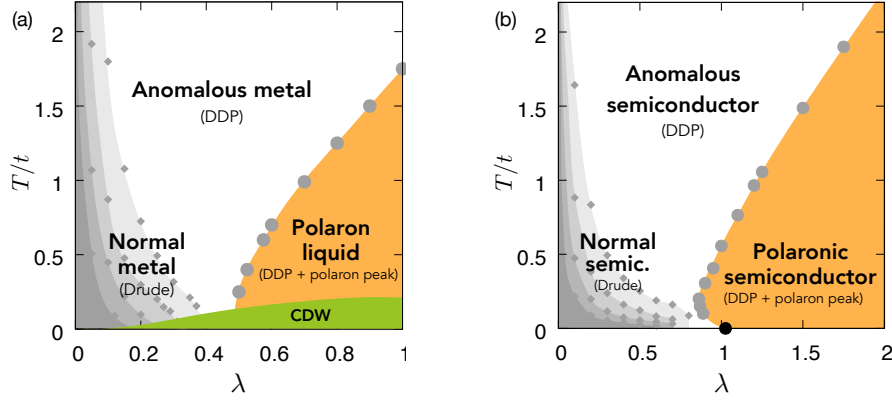 (a)
2
1.5
1
0.5
0
T/t
0
0.2
0.4
0.6
0.8
1
λ
Anomalous metal
(DDP)
Normal
metal
(Drude)
Polaron
liquid
(DDP + polaron peak)
CDW
(b)
2
1.5
1
0.5
0
T/t
0
0.5
1
1.5
2
λ
Anomalous
semiconductor
(DDP)
Normal
semic.
(Drude)
Polaronic
semiconductor
(DDP + polaron peak)